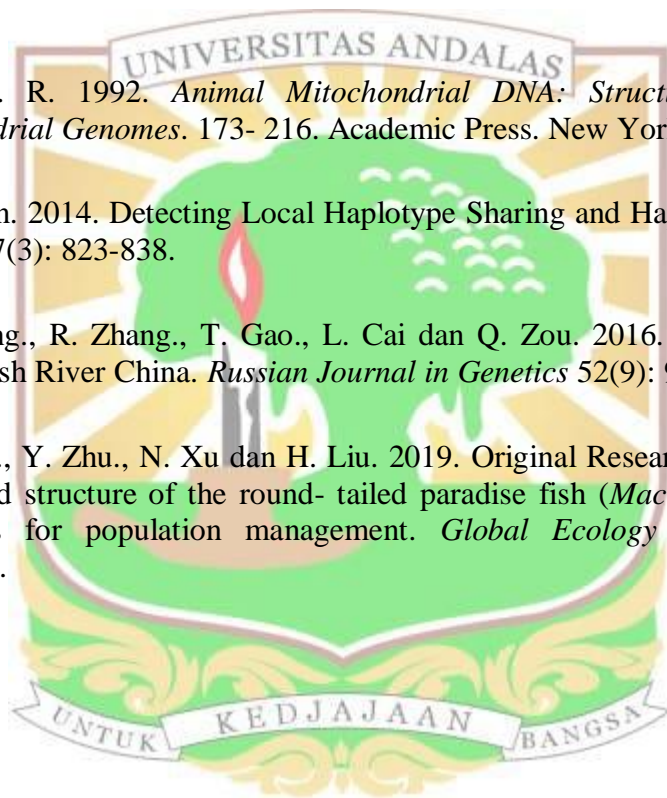 UNIVERSITAS ANDALAS
. R. 1992. Animal Mitochondrial DNA: Structi
drial Genomes. 173- 216. Academic Press. New Yor
n. 2014. Detecting Local Haplotype Sharing and Ha
7(3): 823-838.
ng., R. Zhang., T. Gao., L. Cai dan Q. Zou. 2016.
sh River China. Russian Journal in Genetics 52(9): 9
., Y. Zhu., N. Xu dan H. Liu. 2019. Original Resear
d structure of the round- tailed paradise fish (Mac
for population management. Global Ecology
.
UNTUK KEDJAJAAN BANGSA